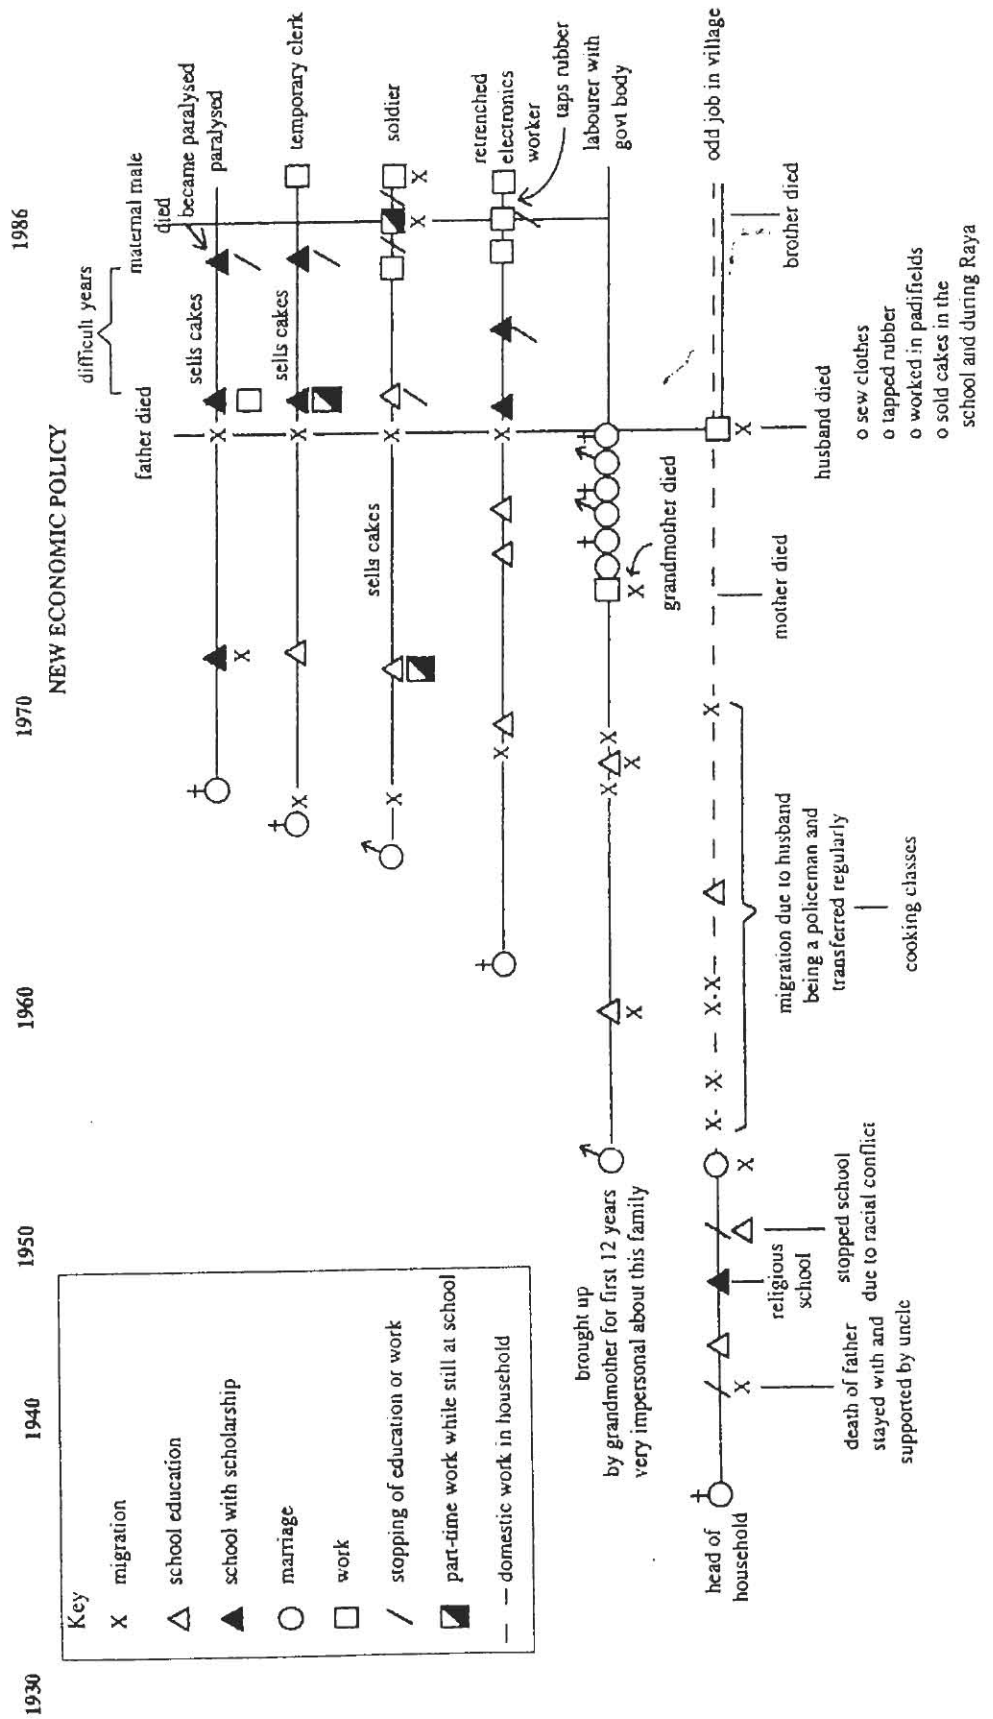 1930
1940
1950
1960
1970
1986
NEW ECONOMIC POLICY
difficult years
father died
maternal male
died
became paralysed
paralysed
sells cakes
sells cakes
temporary clerk
sells cakes
soldier
retrenched
electronics
worker
taps rubber
labourer with
govt body
odd job in village
Key
X migration
school education
school with scholarship
marriage
work
stopping of education or work
part-time work while still at school
domestic work in household
brought up
by grandmother for first 12 years
very impersonal about this family
grandmother died
head of
household
death of father
stayed with and
supported by uncle
religious
school
stopped school
due to racial conflict
migration due to husband
being a policeman and
transferred regularly
cooking classes
mother died
husband died
o sew clothes
o tapped rubber
o worked in padifields
o sold cakes in the
school and during Raya
brother died